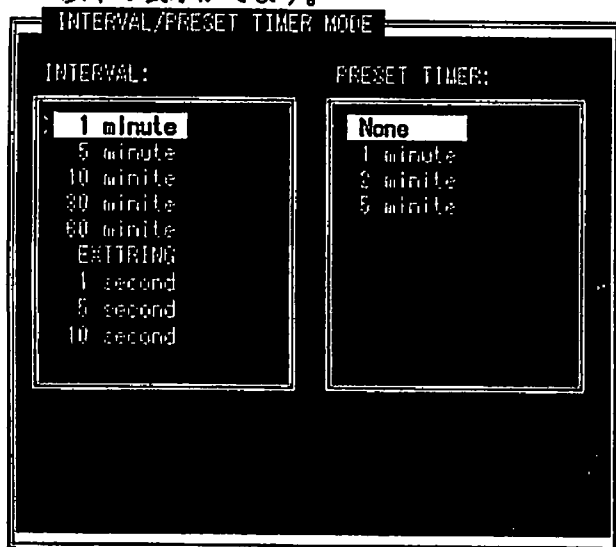 INTERVAL/PRESET TIMER MODE
INTERVAL:
PRESET TIMER:
1 minute
5 minute
10 minite
30 minite
60 minite
EXTTRING
1 second
5 second
10 second
None
1 minute
2 minite
5 minite